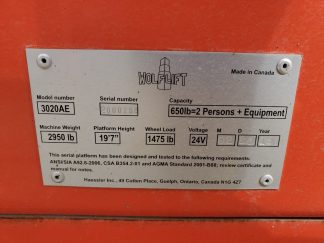 WOLFLIFT
Made in Canada
Model number Serial number Capacity
3020AE 650lb=2 Persons + Equipment
Machine Weight Platform Height Wheel Load Voltage M D Year
2950 lb 19'7" 1475 lb 24V
This serial platform has been designed and tested to the following requirements:
ANSI/SIA A92.6-2006, CSA B354.2-01 and AGMA Standard 2001-B88, review certificate and
manual for notes.
Haessler Inc., 49 Cutten Place, Guelph, Ontario, Canada N1G 4Z7